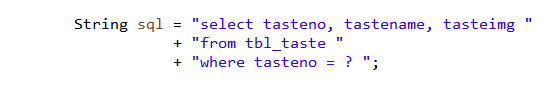 String sql = "select tasteno, tastename, tasteimg "
+ "from tbl_taste "
+ "where tasteno = ? ";